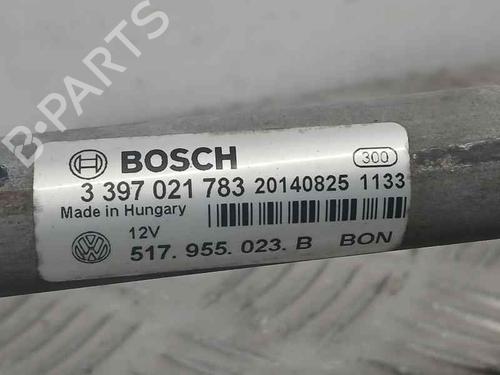 B-PARTS
BOSCH
300
3 397 021 783 20140825 1133
Made in Hungary
12V
517.955.023.B BON